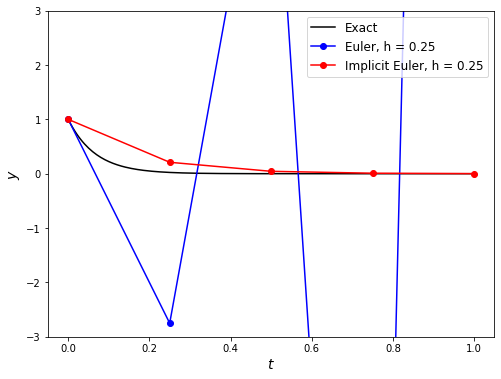 3
2
1
0
−1
−2
−3
y
0.0 0.2 0.4 0.6 0.8 1.0
t
Exact
Euler, h = 0.25
Implicit Euler, h = 0.25